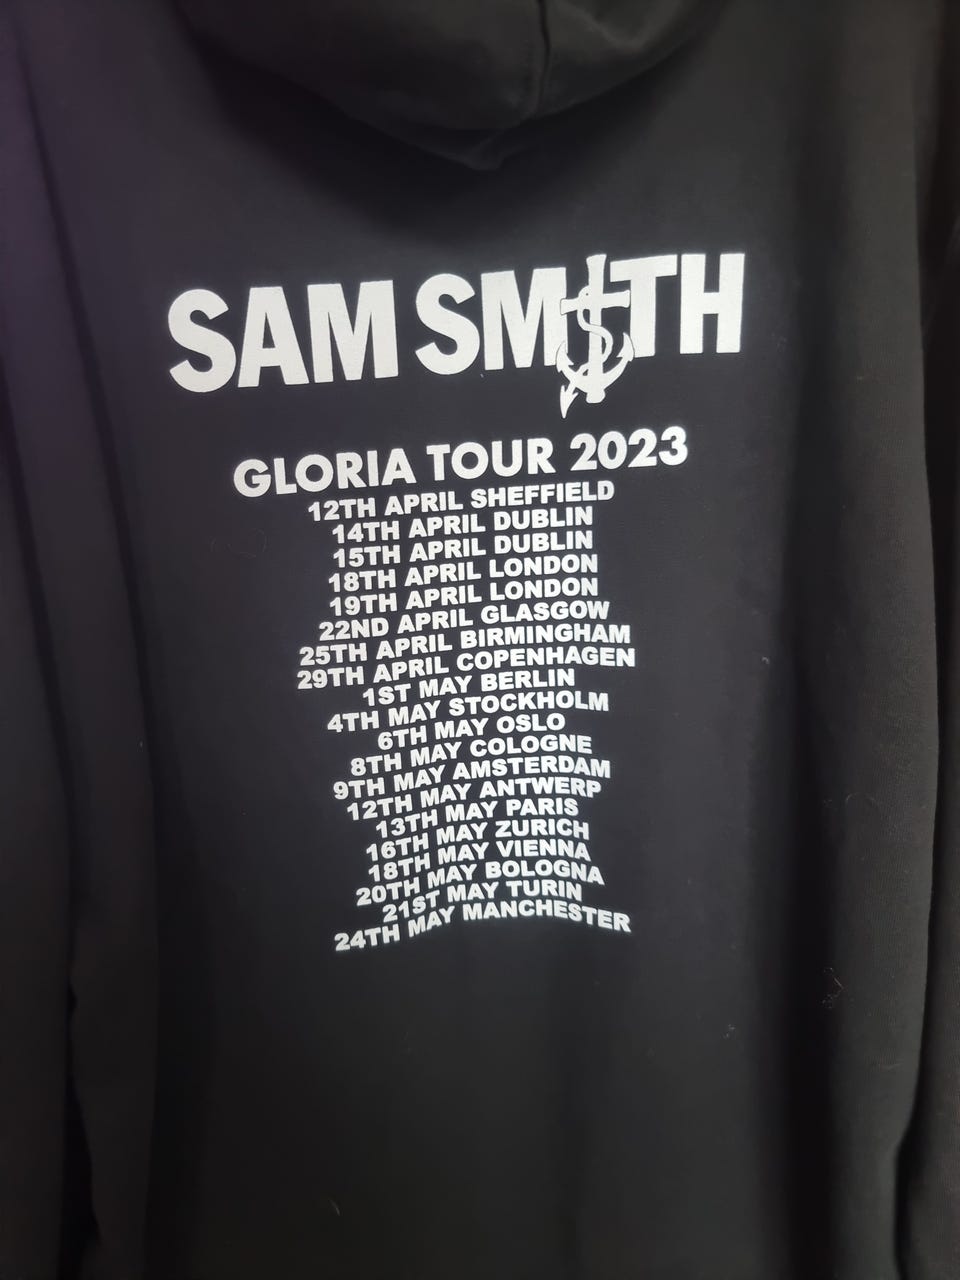 SAM SMITH
GLORIA TOUR 2023
12TH APRIL SHEFFIELD
14TH APRIL DUBLIN
15TH APRIL DUBLIN
18TH APRIL LONDON
19TH APRIL LONDON
22ND APRIL GLASGOW
25TH APRIL BIRMINGHAM
29TH APRIL COPENHAGEN
1ST MAY BERLIN
4TH MAY STOCKHOLM
6TH MAY OSLO
8TH MAY COLOGNE
9TH MAY AMSTERDAM
12TH MAY ANTWERP
13TH MAY PARIS
16TH MAY ZURICH
18TH MAY VIENNA
20TH MAY BOLOGNA
21ST MAY TURIN
24TH MAY MANCHESTER